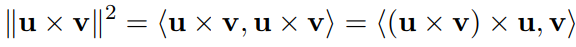 ‖u × v‖² = ⟨u × v, u × v⟩ = ⟨(u × v) × u, v⟩